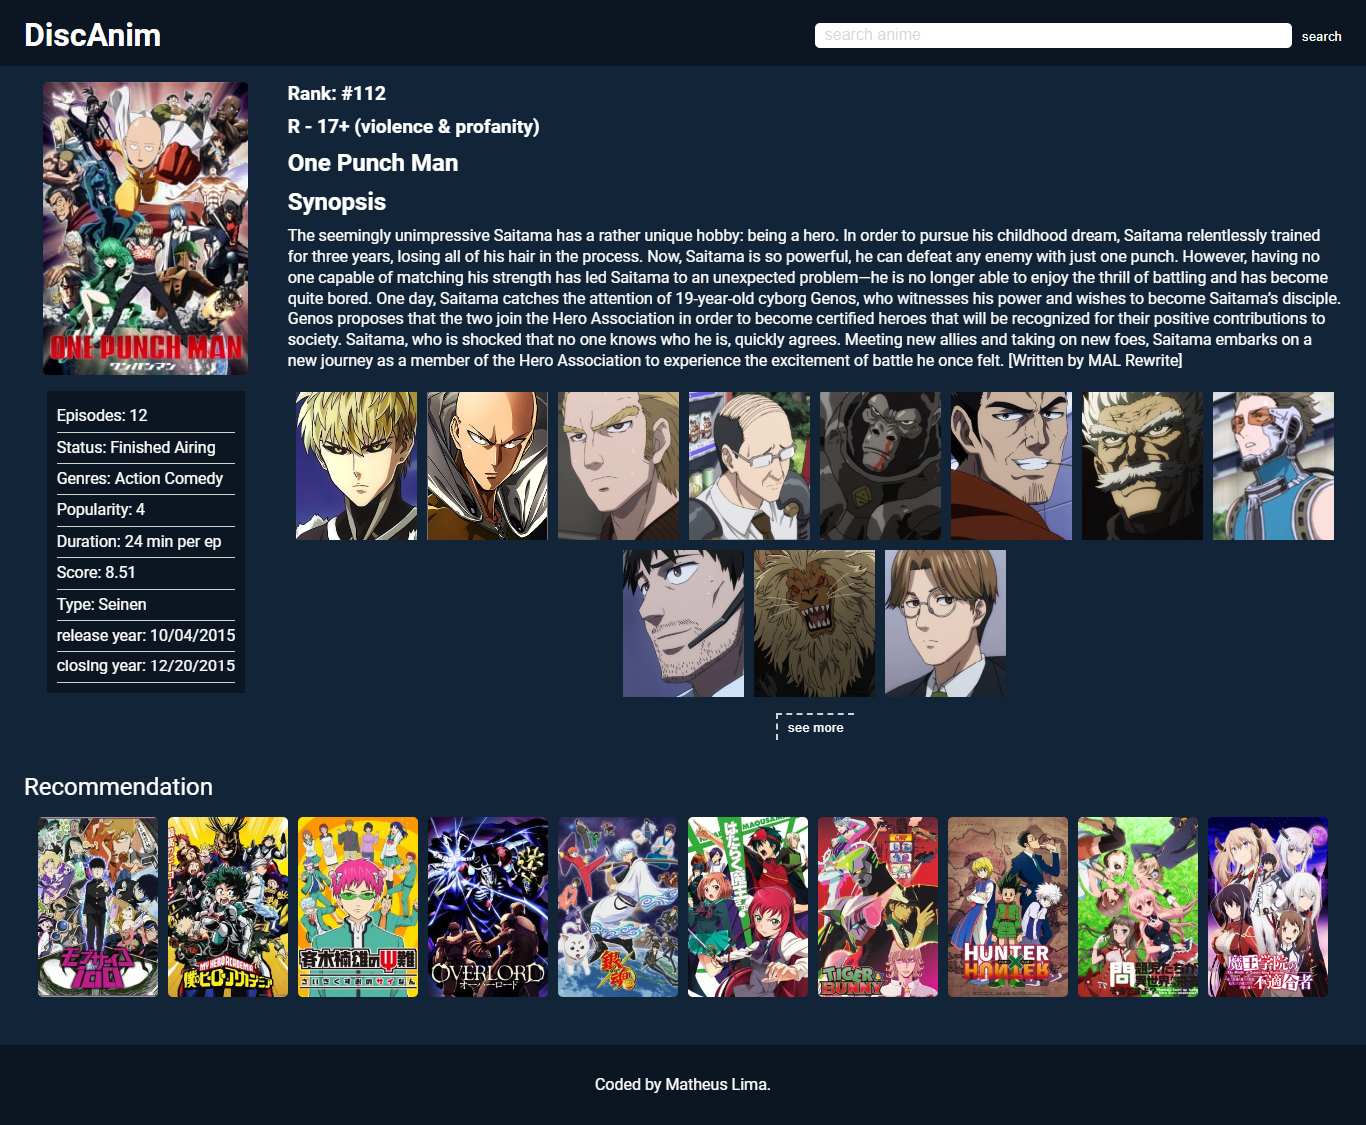 DiscAnim
search anime
search
Rank: #112
R - 17+ (violence & profanity)
One Punch Man
Synopsis
The seemingly unimpressive Saitama has a rather unique hobby: being a hero. In order to pursue his childhood dream, Saitama relentlessly trained
for three years, losing all of his hair in the process. Now, Saitama is so powerful, he can defeat any enemy with just one punch. However, having no
one capable of matching his strength has led Saitama to an unexpected problem—he is no longer able to enjoy the thrill of battling and has become
quite bored. One day, Saitama catches the attention of 19-year-old cyborg Genos, who witnesses his power and wishes to become Saitama's disciple.
Genos proposes that the two join the Hero Association in order to become certified heroes that will be recognized for their positive contributions to
society. Saitama, who is shocked that no one knows who he is, quickly agrees. Meeting new allies and taking on new foes, Saitama embarks on a
new journey as a member of the Hero Association to experience the excitement of battle he once felt. [Written by MAL Rewrite]
ONE PUNCH MAN
ワンパンマン
Episodes: 12
Status: Finished Airing
Genres: Action Comedy
Popularity: 4
Duration: 24 min per ep
Score: 8.51
Type: Seinen
release year: 10/04/2015
closing year: 12/20/2015
see more
Recommendation
モブサイコ
100
MY HERO ACADEMIA
僕のヒーローアカデミア
斉木楠雄のΨ難
さいきくすおのサイなん
OVERLORD
オーバーロード
銀魂
はたらく魔王さま
TIGER &
BUNNY
HUNTER
HUNTER
問題児たちが
魔王学院の
不適合者
Coded by Matheus Lima.